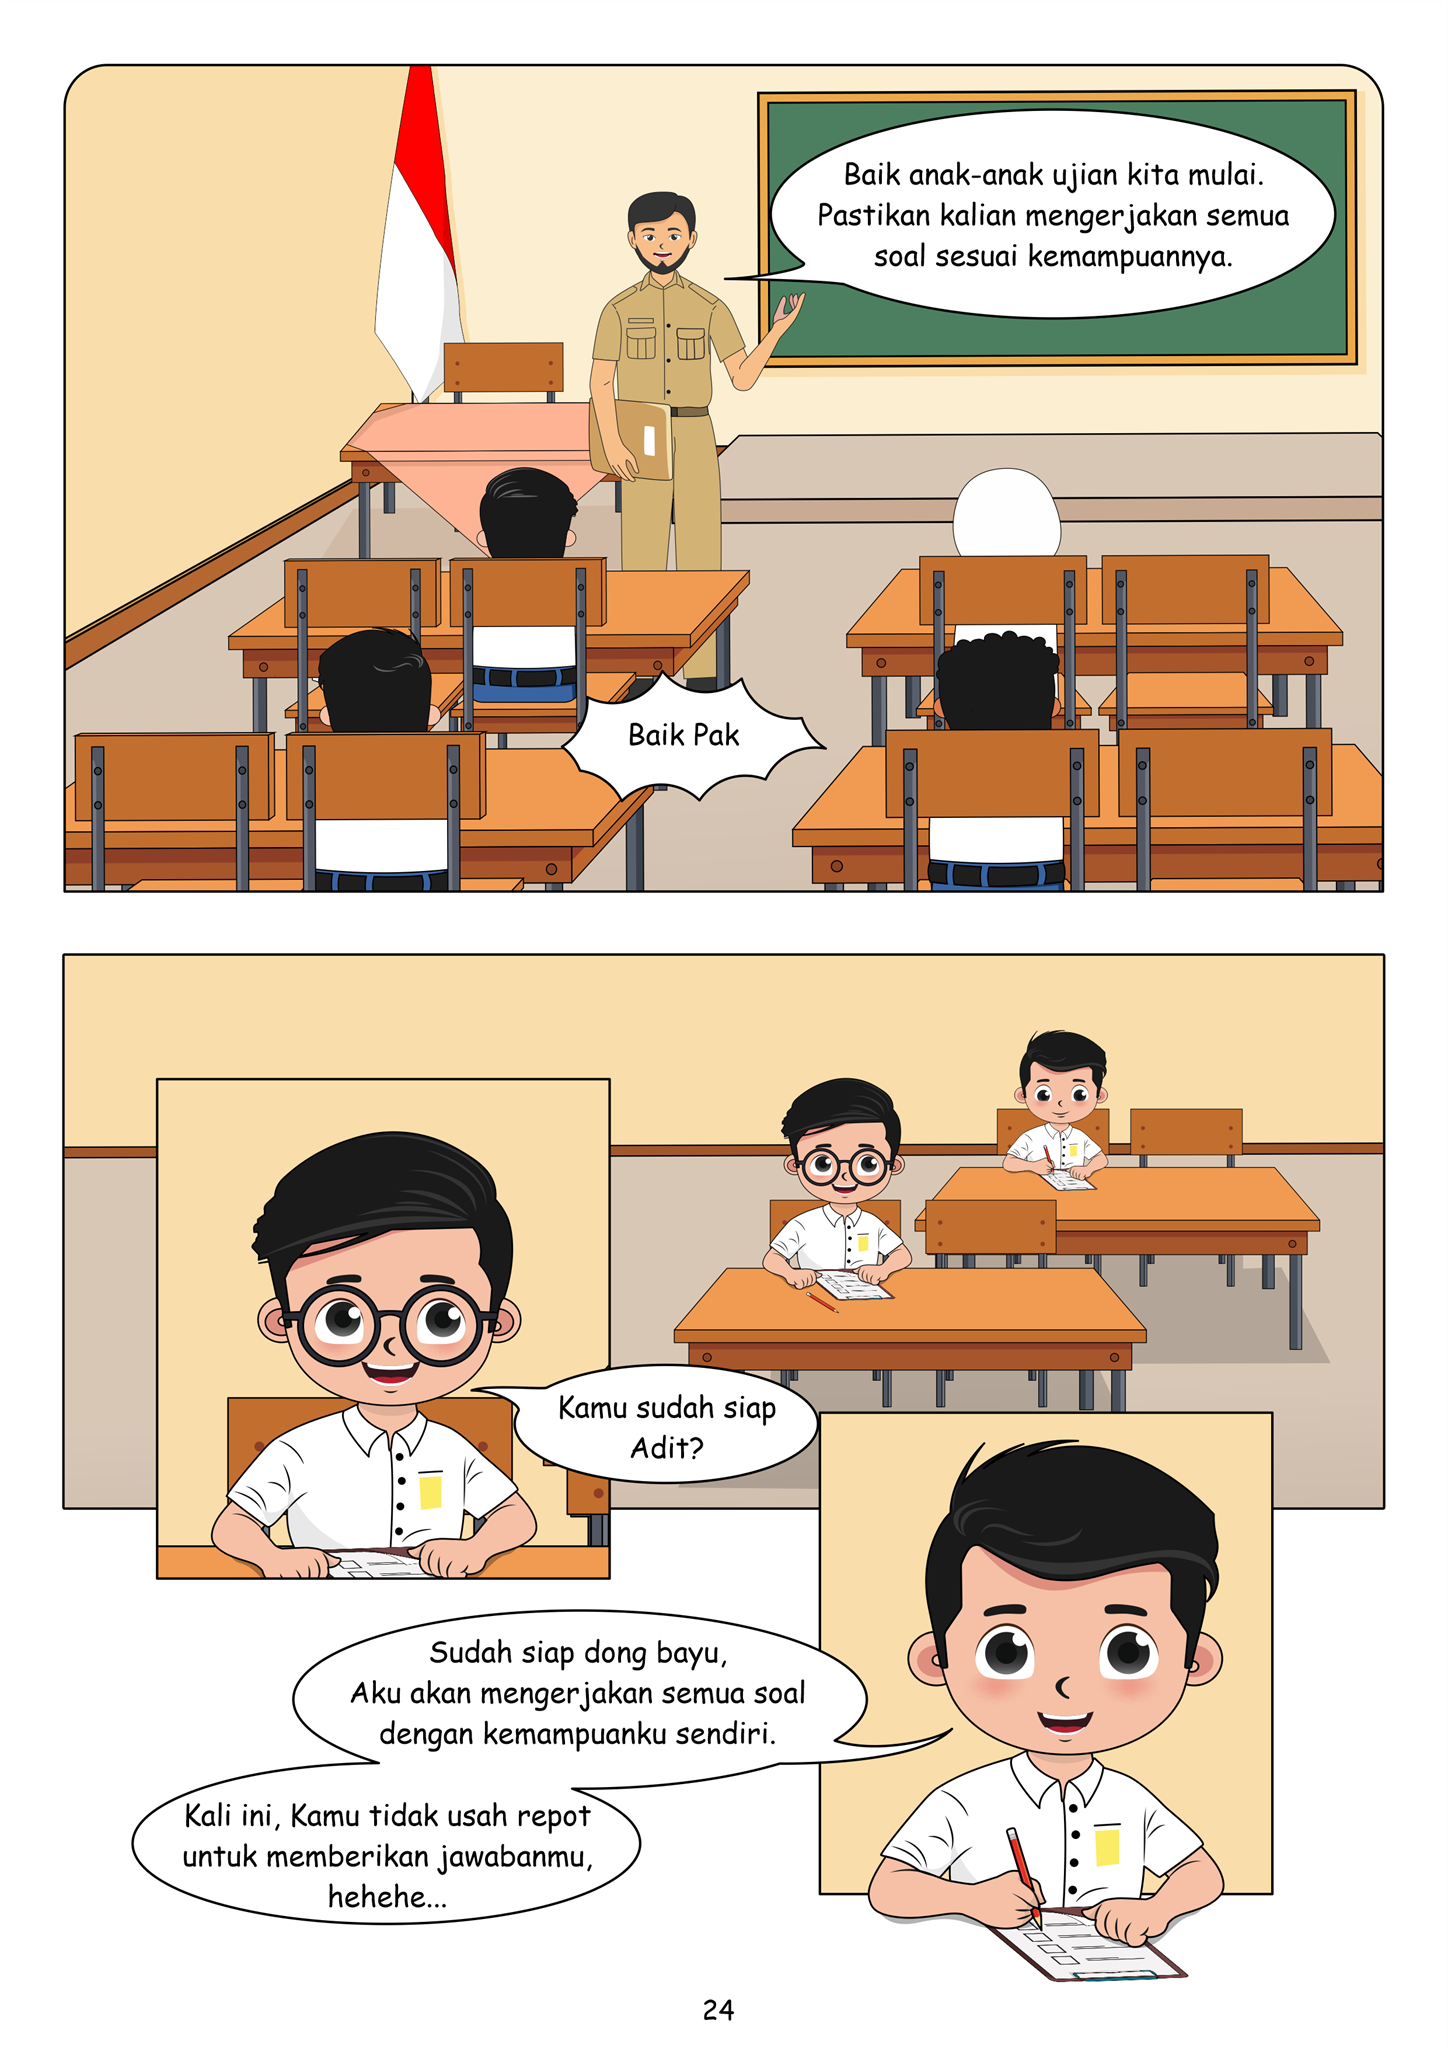 Baik anak-anak ujian kita mulai.
Pastikan kalian mengerjakan semua
soal sesuai kemampuannya.
Baik Pak
Kamu sudah siap
Adit?
Sudah siap dong bayu,
Aku akan mengerjakan semua soal
dengan kemampuanku sendiri.
Kali ini, Kamu tidak usah repot
untuk memberikan jawabanmu,
hehehe...
24